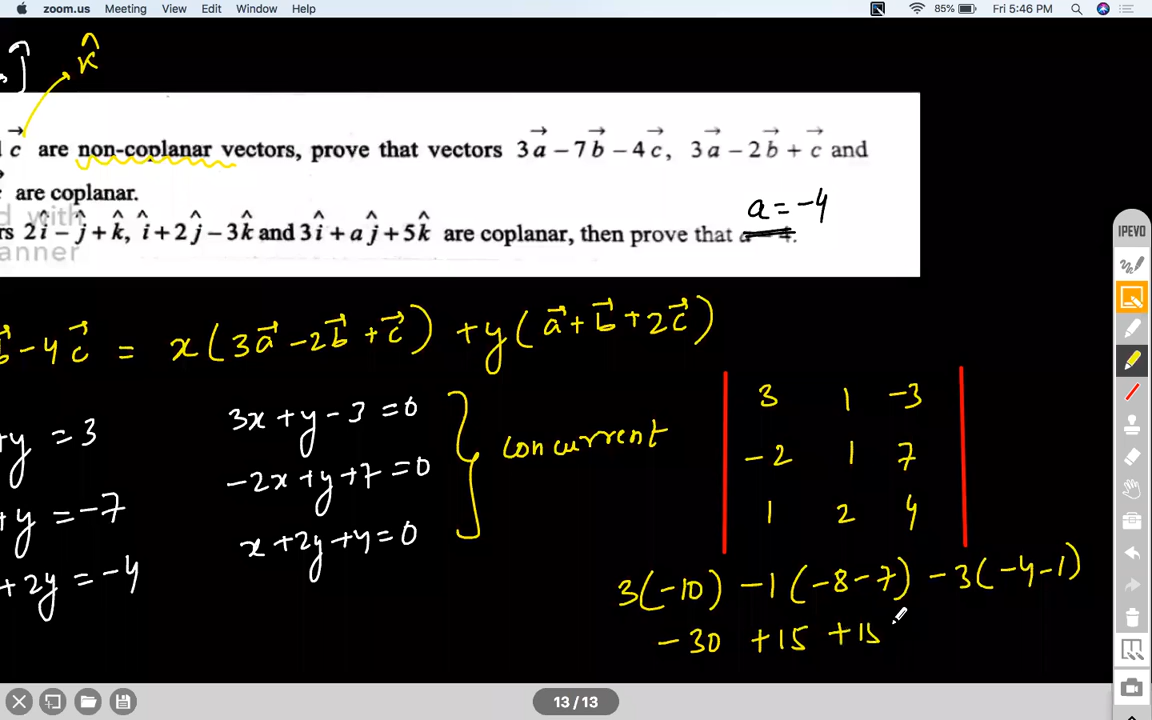 zoom.us Meeting View Edit Window Help 85% Fri 5:46 PM
ĵ k̂
c⃗ are non-coplanar vectors, prove that vectors 3a⃗ − 7b⃗ − 4c⃗, 3a⃗ − 2b⃗ + c⃗ and
are coplanar.
a = -4
rs 2î − ĵ + k̂, î + 2ĵ − 3k̂ and 3î + aĵ + 5k̂ are coplanar, then prove that
anner
b⃗ - 4c⃗ = x(3a⃗ - 2b⃗ + c⃗) + y(a⃗ + b⃗ + 2c⃗)
+y = 3
3x + y - 3 = 0
+y = -7
-2x + y + 7 = 0
+ 2y = -4
x + 2y + 4 = 0
concurrent
3 1 -3
-2 1 7
1 2 4
3(-10) -1(-8-7) -3(-4-1)
-30 +15 +15
IPEVO
13 / 13